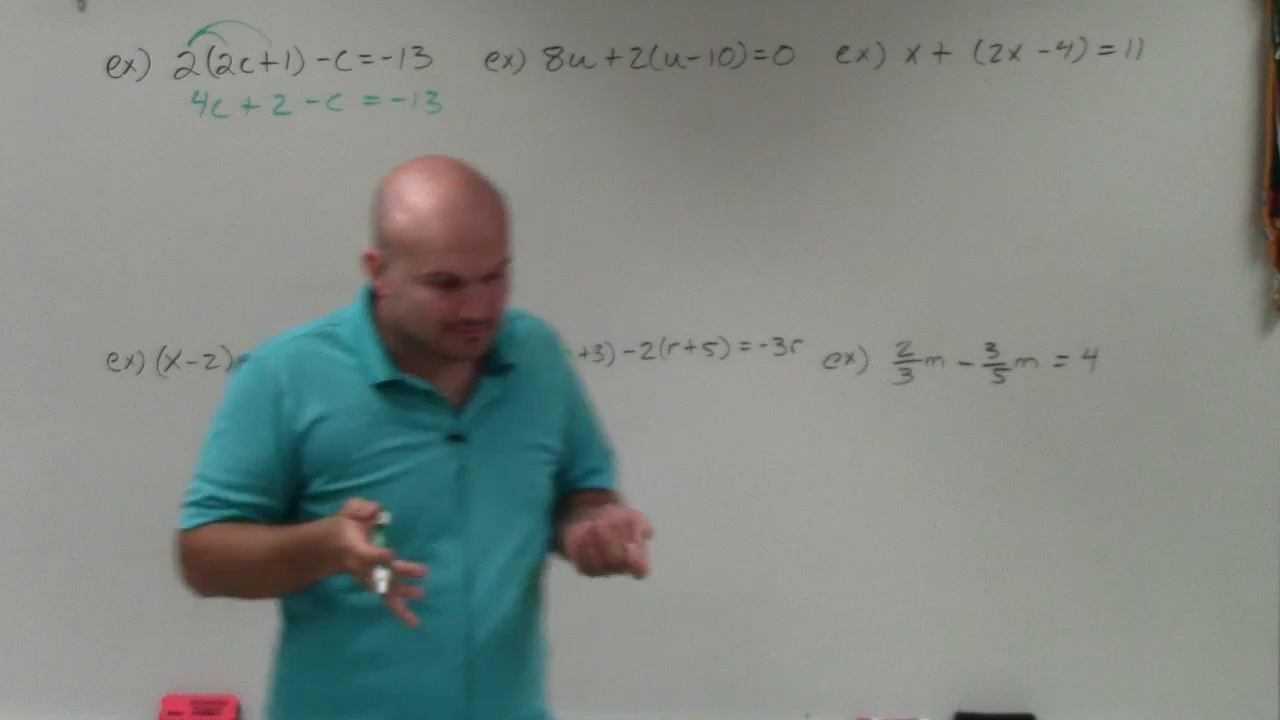 ex) 2(2c+1) -c = -13
4c + 2 - c = -13
ex) 8u + 2(u-10) = 0
ex) x + (2x -4) = 11
ex) (x-2)
+3) -2(r+5) = -3r
ex) 2/3 m - 3/5 m = 4